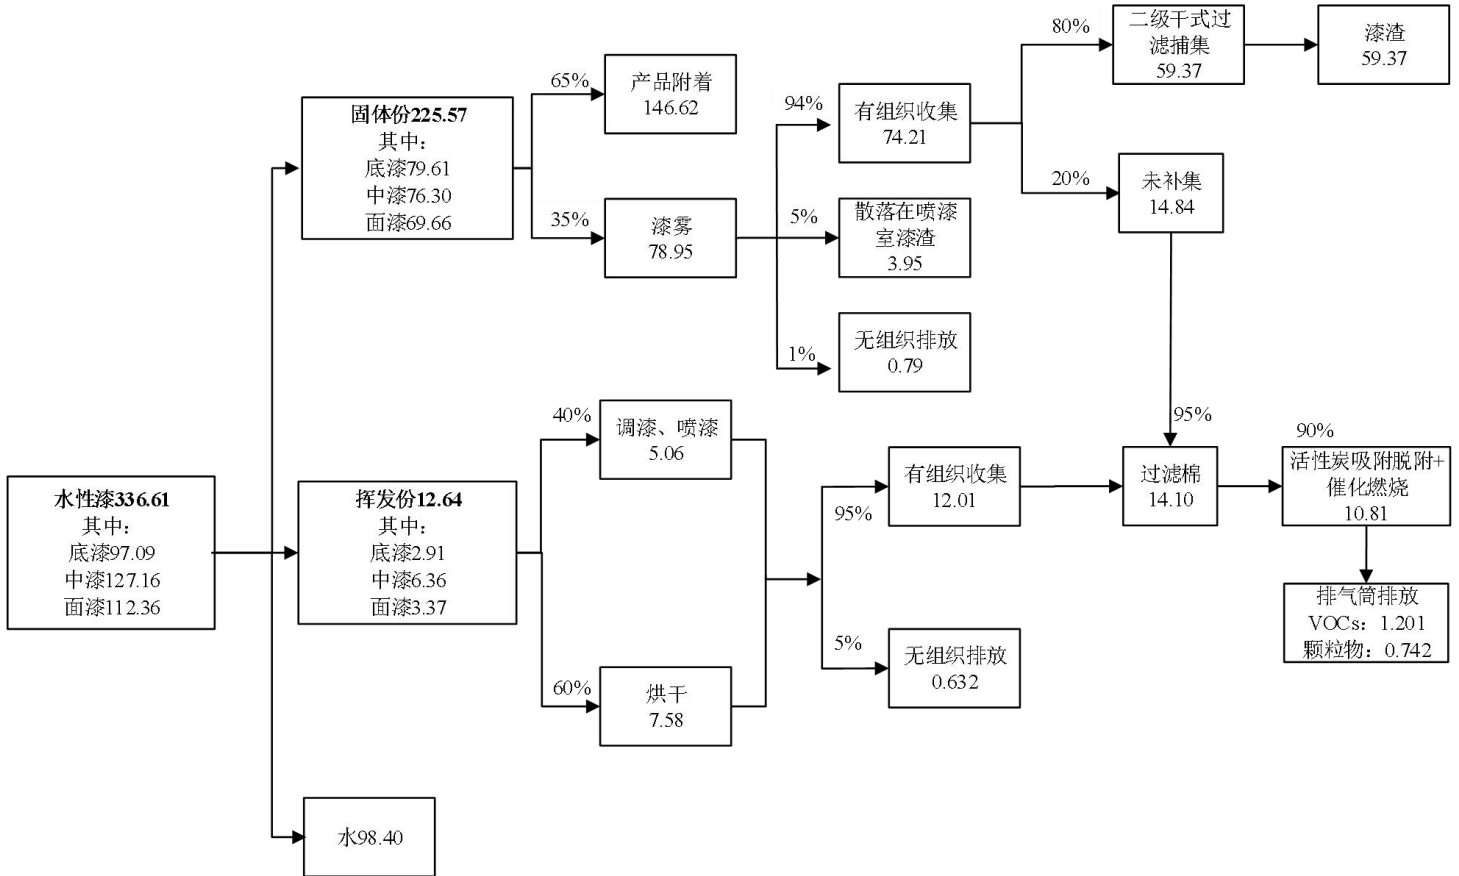 水性漆336.61
其中:
底漆97.09
中漆127.16
面漆112.36
固体份225.57
其中:
底漆79.61
中漆76.30
面漆69.66
65%
产品附着
146.62
35%
漆雾
78.95
94%
有组织收集
74.21
5%
散落在喷漆
室漆渣
3.95
1%
无组织排放
0.79
80%
二级干式过
滤捕集
59.37
漆渣
59.37
20%
未补集
14.84
95%
挥发份12.64
其中:
底漆2.91
中漆6.36
面漆3.37
40%
调漆、喷漆
5.06
60%
烘干
7.58
95%
有组织收集
12.01
5%
无组织排放
0.632
过滤棉
14.10
90%
活性炭吸附脱附+
催化燃烧
10.81
排气筒排放
VOCs: 1.201
颗粒物: 0.742
水98.40